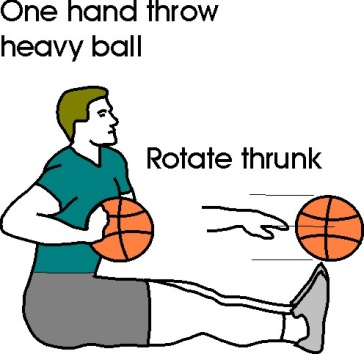 One hand throw
heavy ball
Rotate thrunk